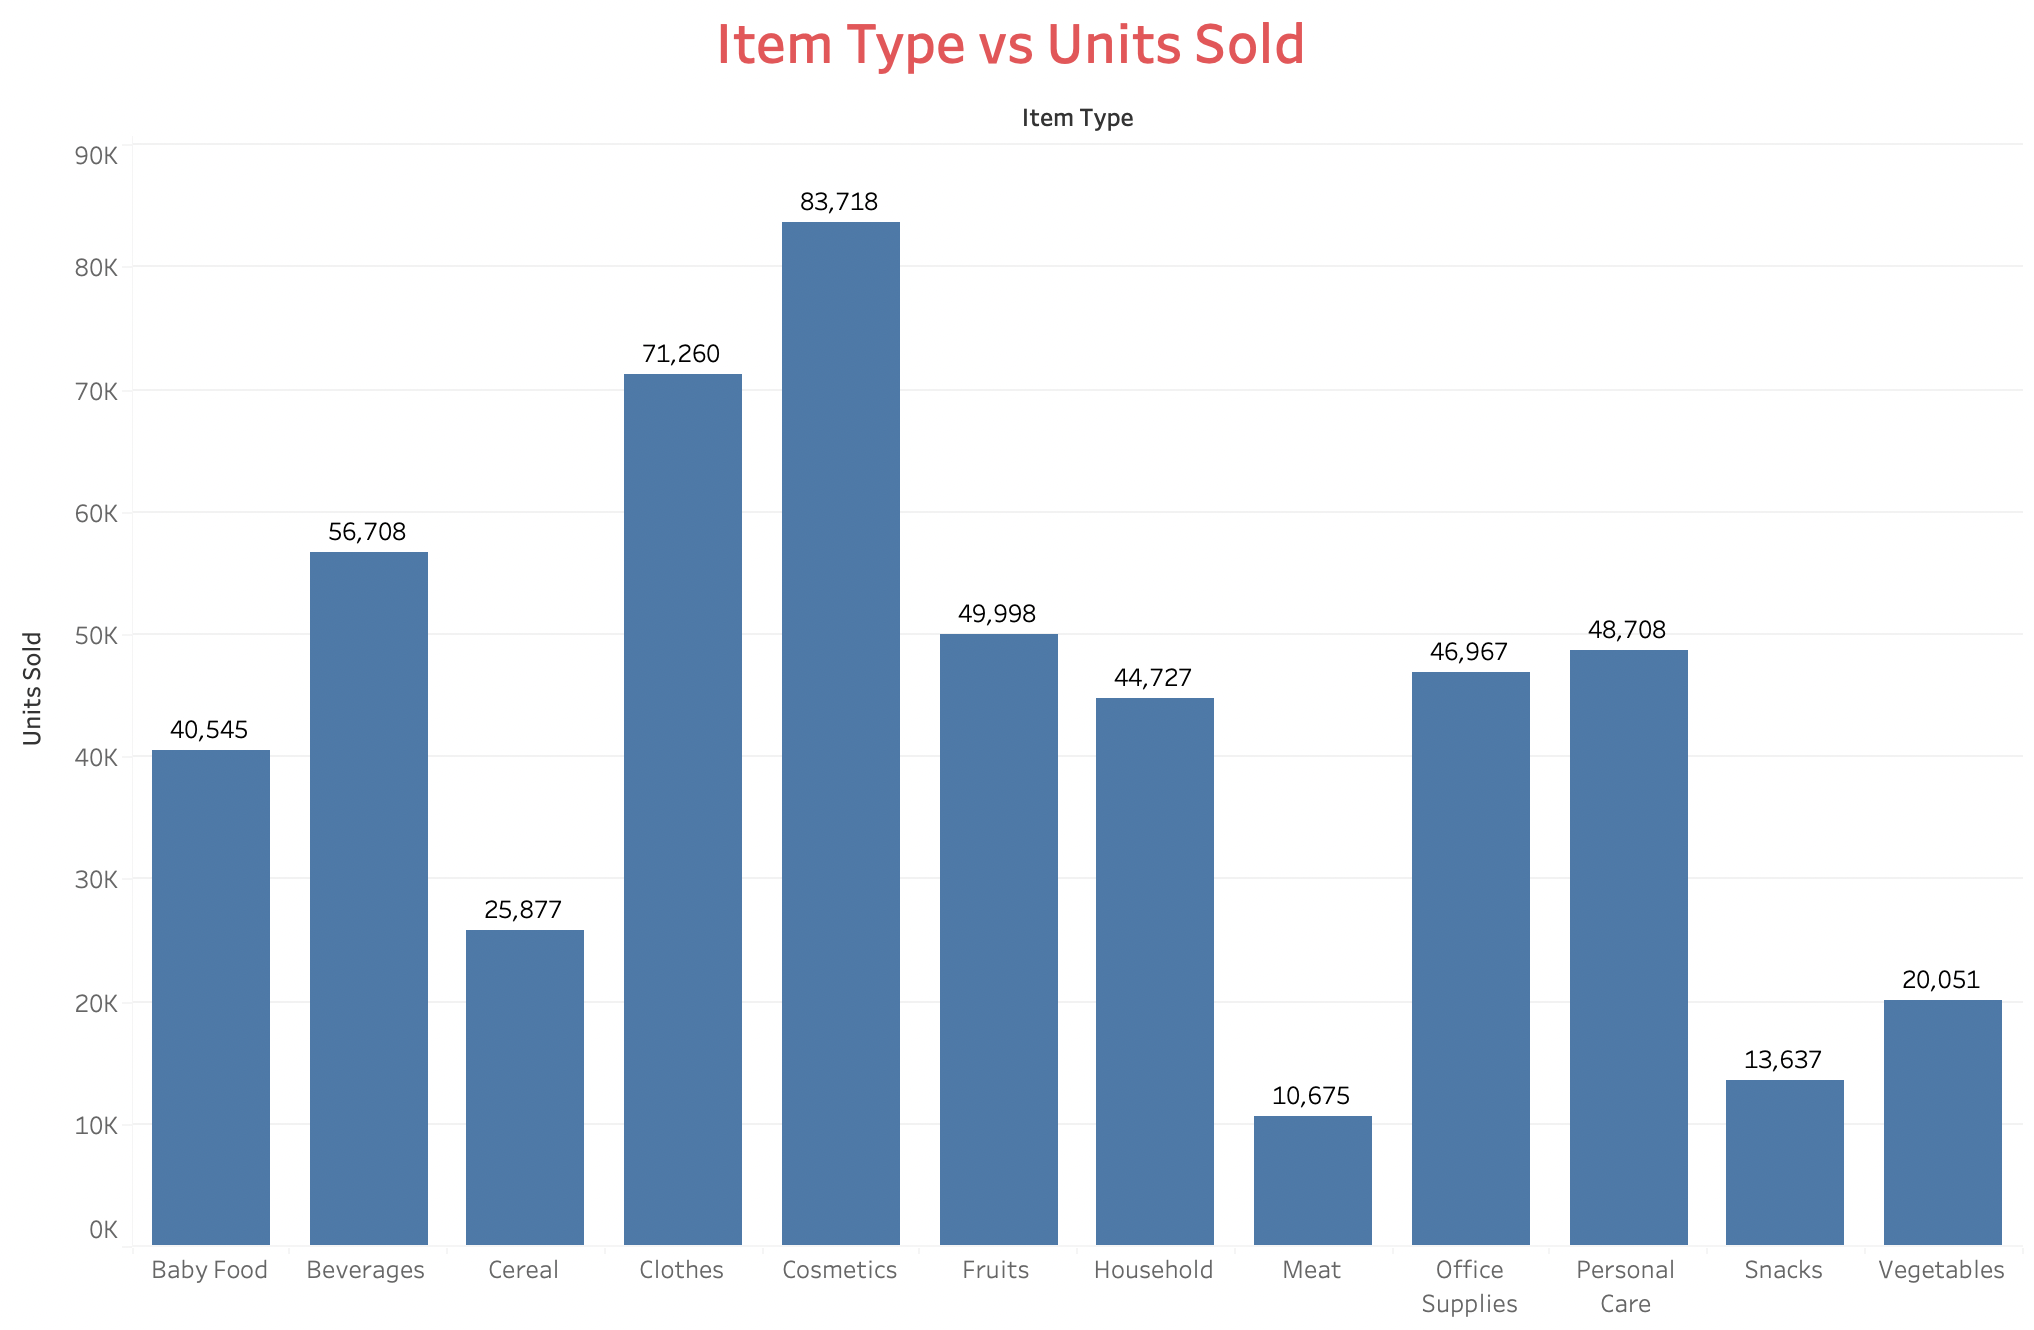 Item Type vs Units Sold
Item Type
90K
80K
70K
60K
50K
40K
30K
20K
10K
0K
Units Sold
40,545
56,708
25,877
71,260
83,718
49,998
44,727
10,675
46,967
48,708
13,637
20,051
Baby Food
Beverages
Cereal
Clothes
Cosmetics
Fruits
Household
Meat
Office
Supplies
Personal
Care
Snacks
Vegetables